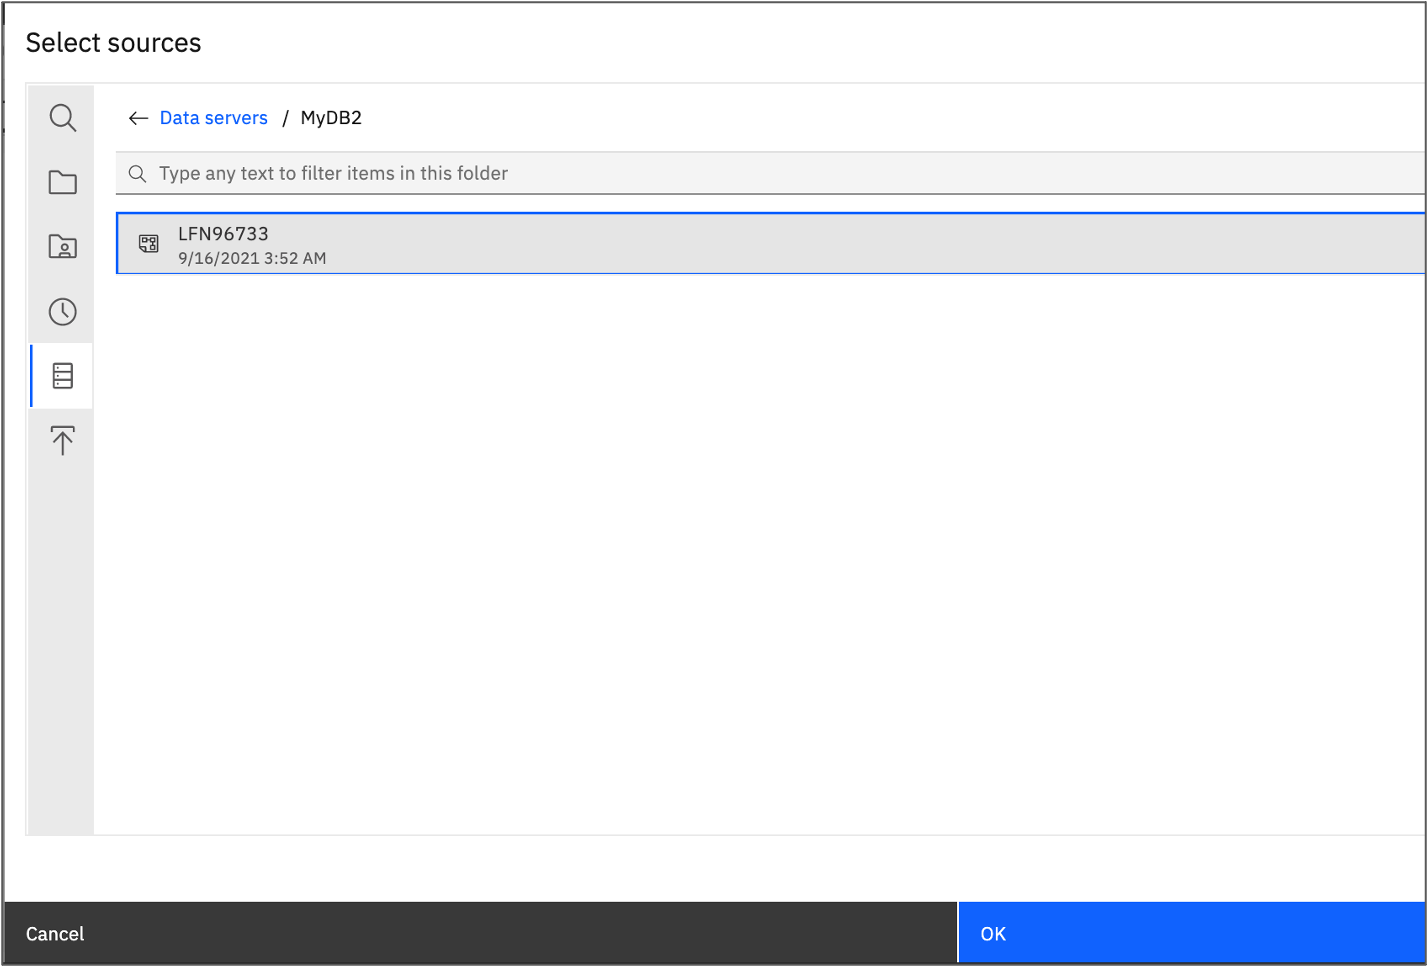 Select sources
Data servers / MyDB2
Type any text to filter items in this folder
LFN96733
9/16/2021 3:52 AM
Cancel
OK